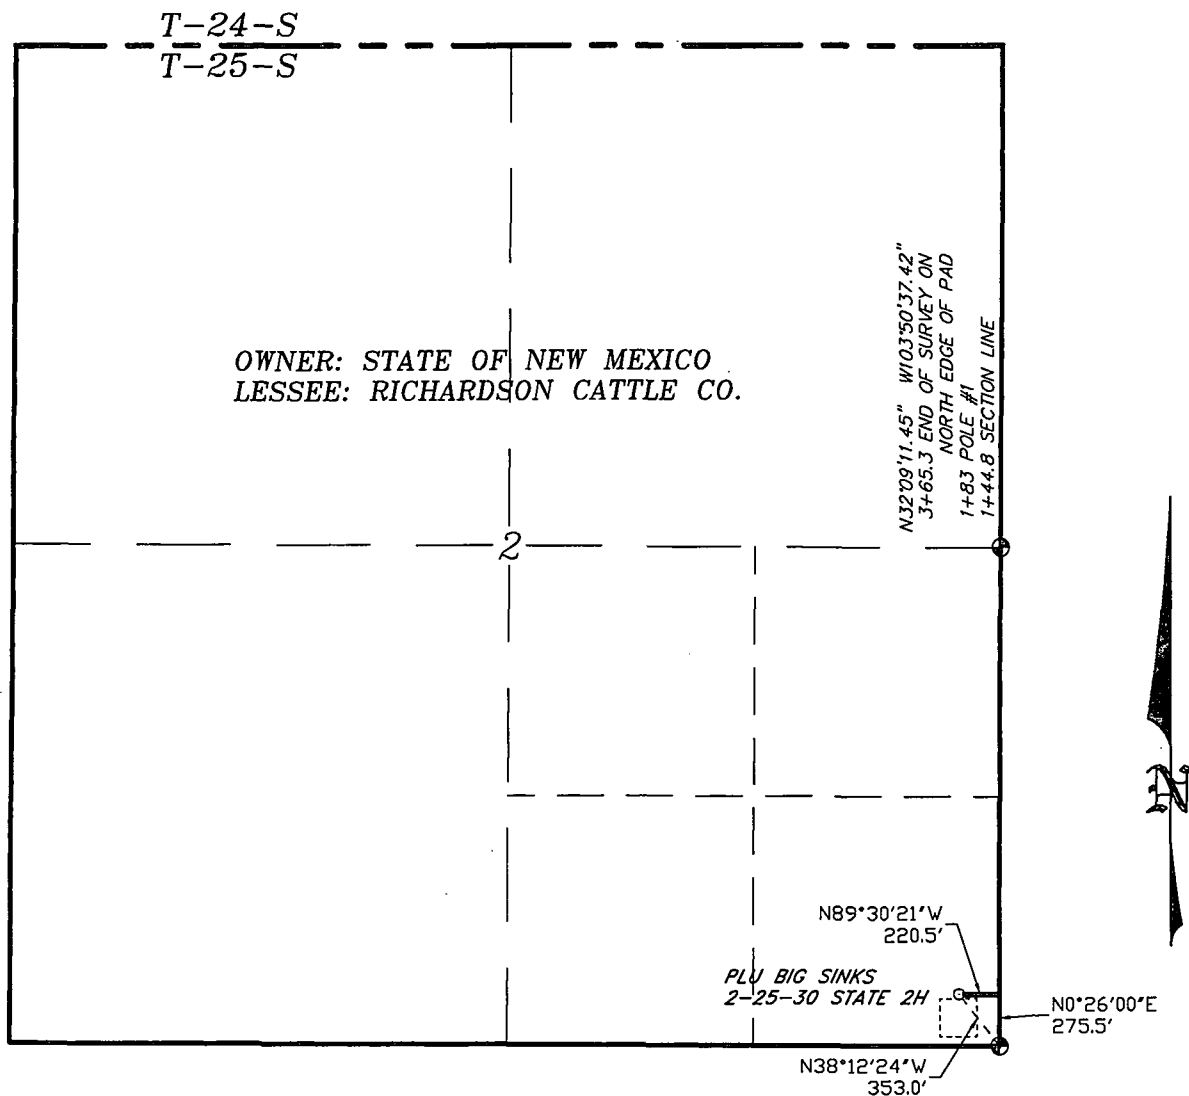 T-24-S
T-25-S
OWNER: STATE OF NEW MEXICO
LESSEE: RICHARDSON CATTLE CO.
N32°09'11.45" W103°50'37.42"
3+65.3 END OF SURVEY ON
NORTH EDGE OF PAD
1+83 POLE #1
1+44.8 SECTION LINE
2
N89°30'21"W
220.5'
PLU BIG SINKS
2-25-30 STATE 2H
N0°26'00"E
275.5'
N38°12'24"W
353.0'
N